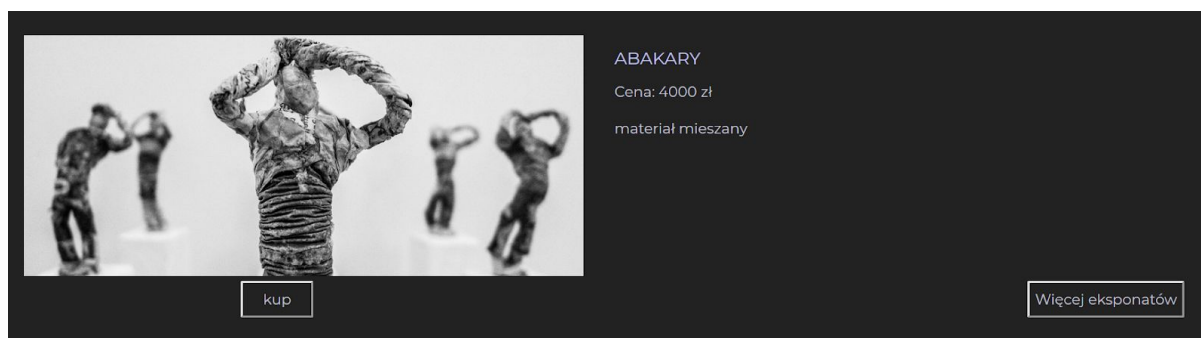 ABAKARY
Cena: 4000 zł
materiał mieszany
kup
Więcej eksponatów